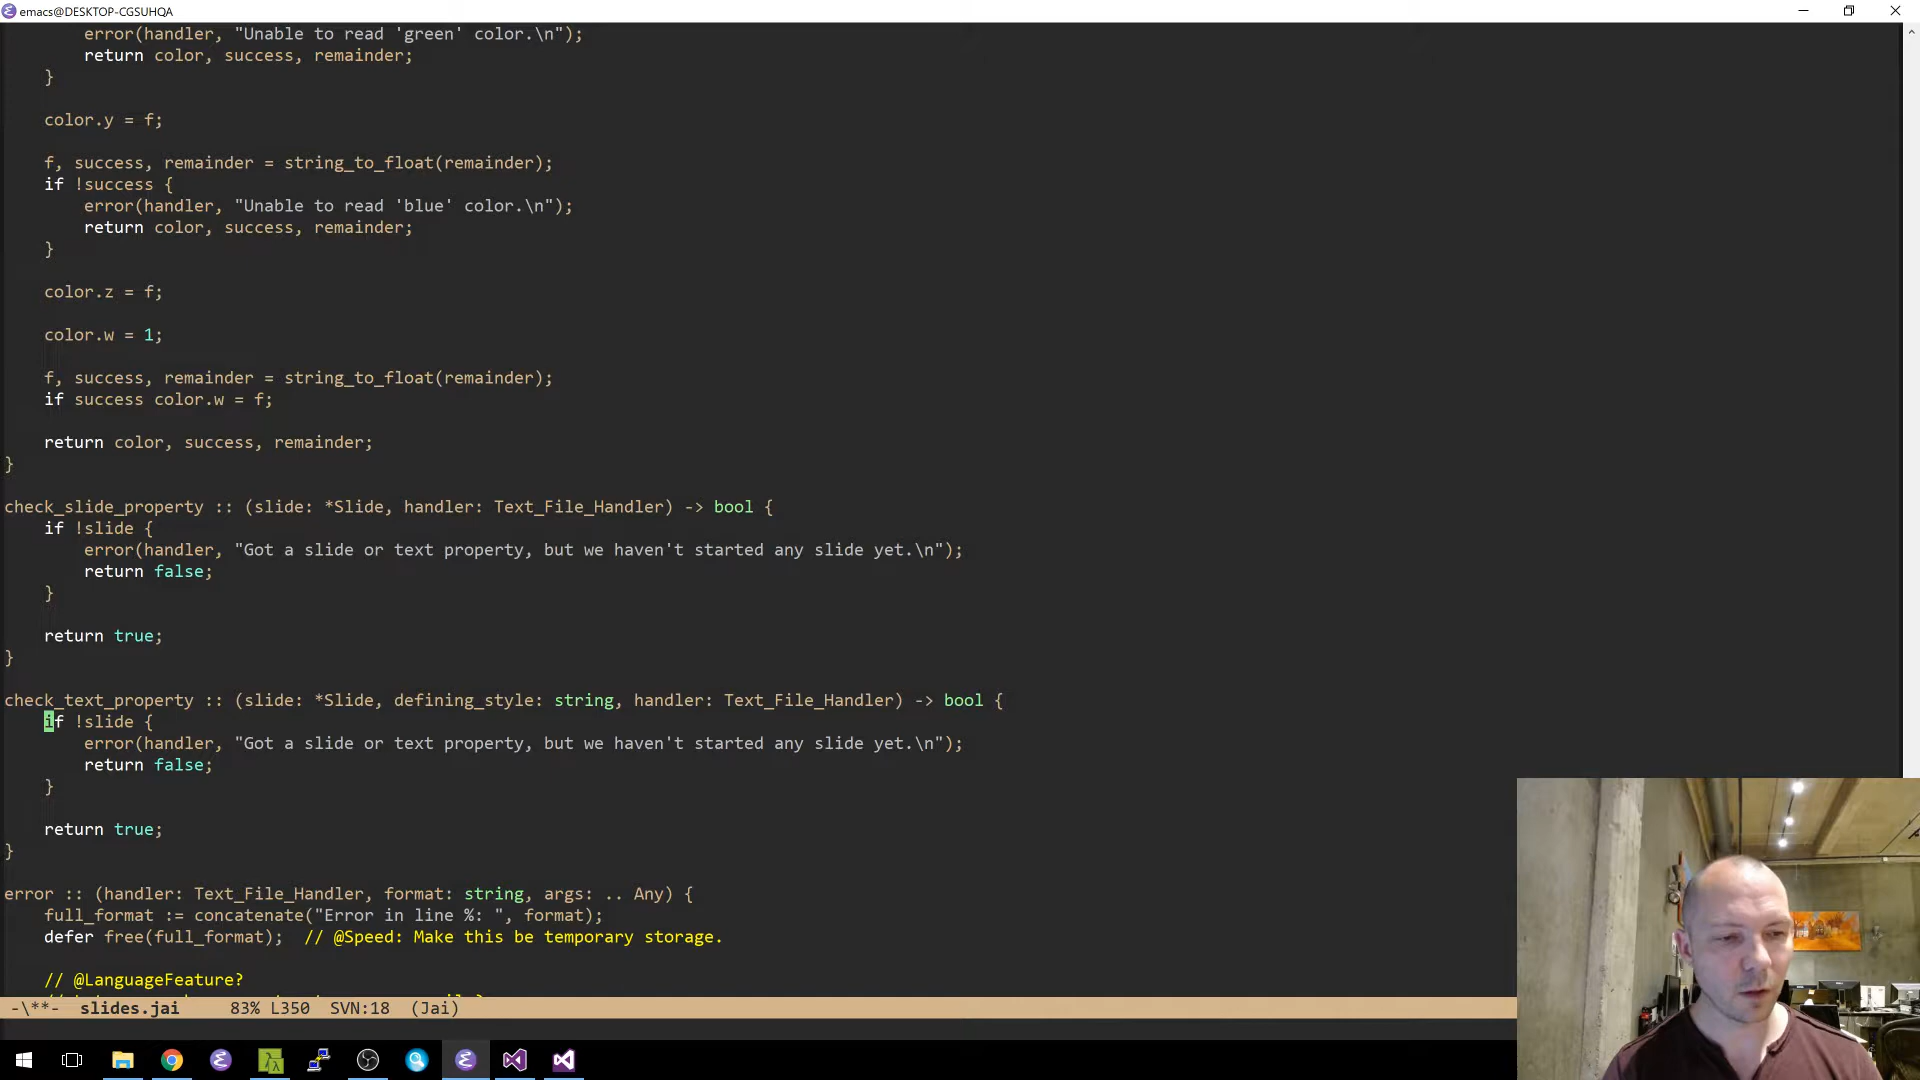 emacs@DESKTOP-CGSUHQA
error(handler, "Unable to read 'green' color.\n");
return color, success, remainder;
}
color.y = f;
f, success, remainder = string_to_float(remainder);
if !success {
error(handler, "Unable to read 'blue' color.\n");
return color, success, remainder;
}
color.z = f;
color.w = 1;
f, success, remainder = string_to_float(remainder);
if success color.w = f;
return color, success, remainder;
}
check_slide_property :: (slide: *Slide, handler: Text_File_Handler) -> bool {
if !slide {
error(handler, "Got a slide or text property, but we haven't started any slide yet.\n");
return false;
}
return true;
}
check_text_property :: (slide: *Slide, defining_style: string, handler: Text_File_Handler) -> bool {
if !slide {
error(handler, "Got a slide or text property, but we haven't started any slide yet.\n");
return false;
}
return true;
}
error :: (handler: Text_File_Handler, format: string, args: .. Any) {
full_format := concatenate("Error in line %: ", format);
defer free(full_format);  // @Speed: Make this be temporary storage.
// @LanguageFeature?
-\**-  slides.jai     83% L350  SVN:18  (Jai)